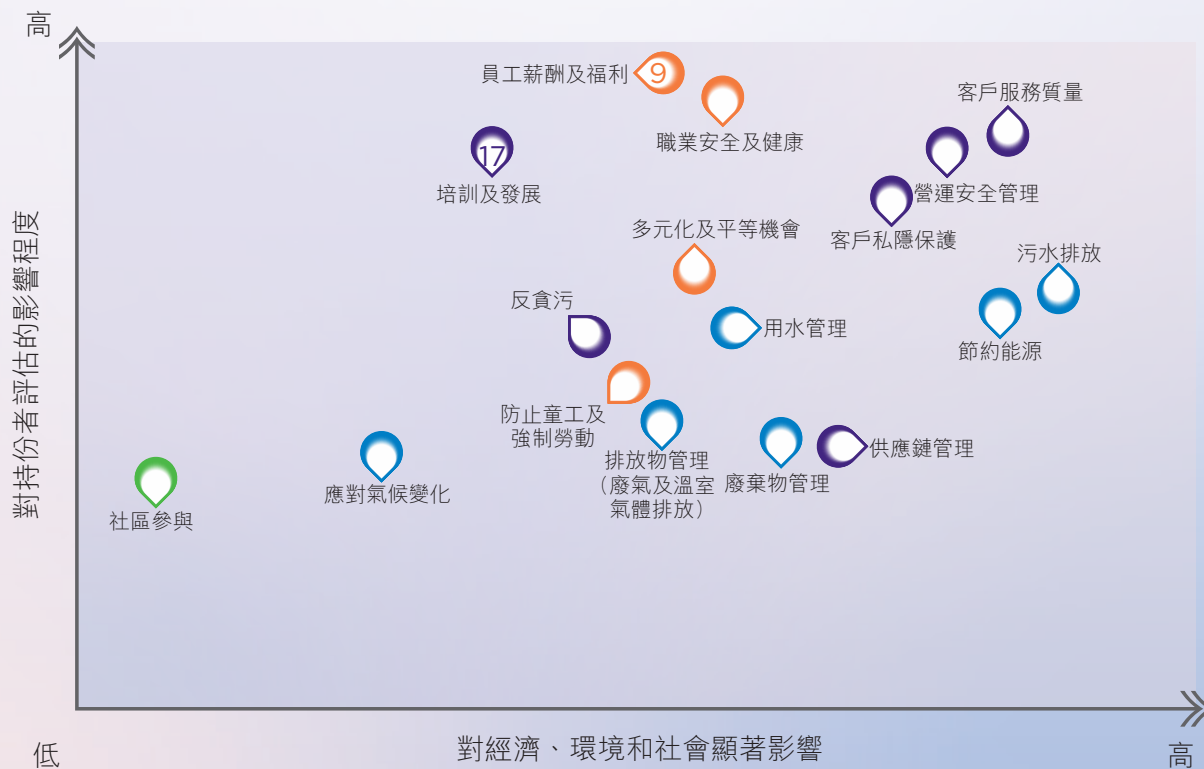 高
員工薪酬及福利
9
職業安全及健康
客戶服務質量
17
培訓及發展
營運安全管理
客戶私隱保護
多元化及平等機會
污水排放
反貪污
用水管理
節約能源
防止童工及
強制勞動
排放物管理
（廢氣及溫室
氣體排放）
廢棄物管理
供應鏈管理
應對氣候變化
社區參與
對持份者評估的影響程度
低
對經濟、環境和社會顯著影響
高